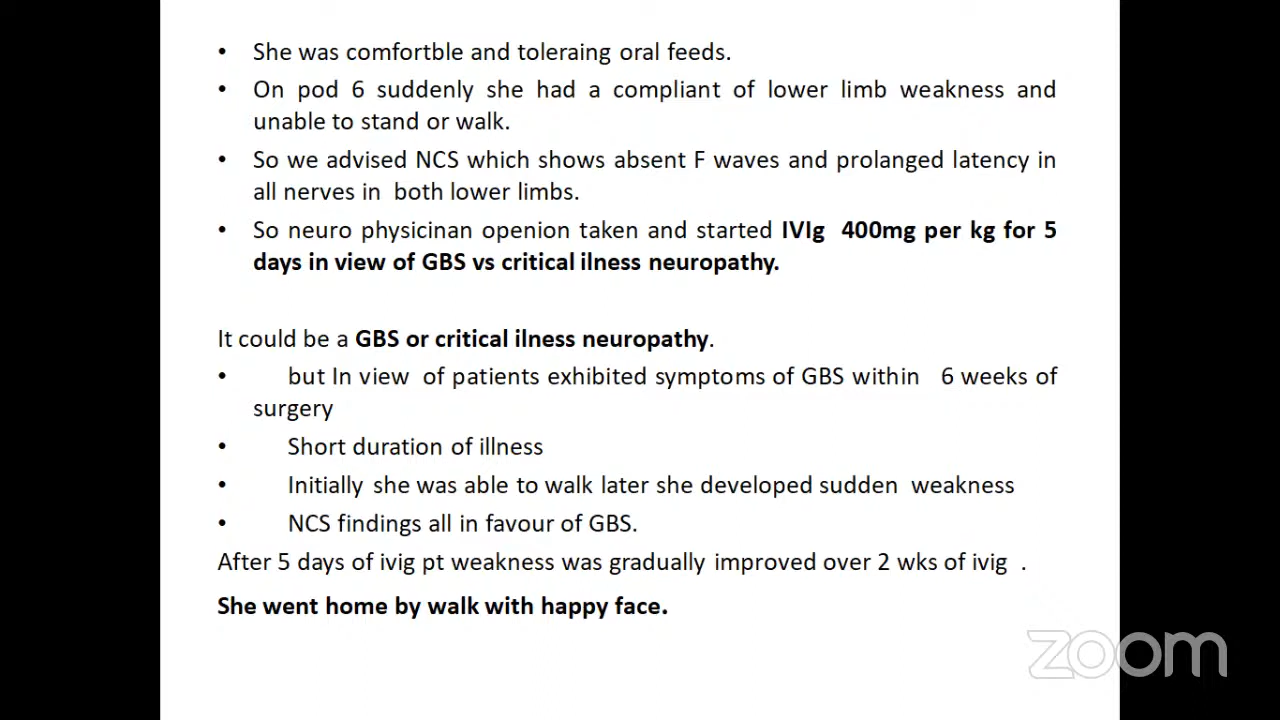 • She was comfortble and toleraing oral feeds.
• On pod 6 suddenly she had a compliant of lower limb weakness and
unable to stand or walk.
• So we advised NCS which shows absent F waves and prolanged latency in
all nerves in both lower limbs.
• So neuro physicinan openion taken and started IVIg 400mg per kg for 5
days in view of GBS vs critical ilness neuropathy.
It could be a GBS or critical ilness neuropathy.
• but In view of patients exhibited symptoms of GBS within 6 weeks of
surgery
• Short duration of illness
• Initially she was able to walk later she developed sudden weakness
• NCS findings all in favour of GBS.
After 5 days of ivig pt weakness was gradually improved over 2 wks of ivig .
She went home by walk with happy face.
zoom